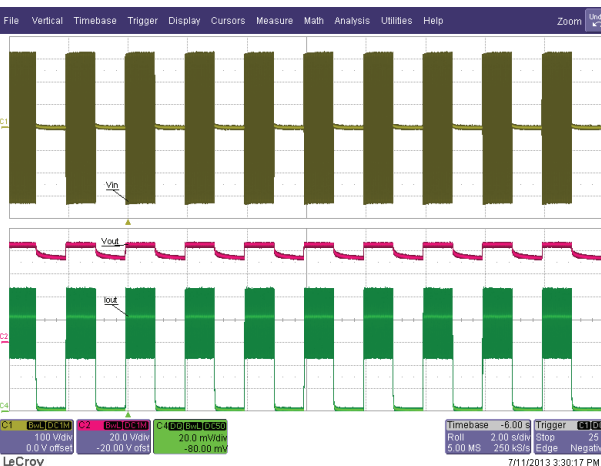 File Vertical Timebase Trigger Display Cursors Measure Math Analysis Utilities Help Zoom Und
C1
Vin
Vout
Iout
C2
C4
C1 BwL DC1M C2 BwL DC1M C4 DQ BwL DC50 Timebase -6.00 s Trigger C1 DC
100 V/div 20.0 V/div 20.0 mV/div Roll 2.00 s/div Stop 25
0.0 V offset -20.00 V ofst -80.00 mV 5.00 MS 250 kS/s Edge Negativ
LeCroy 7/11/2013 3:30:17 PM